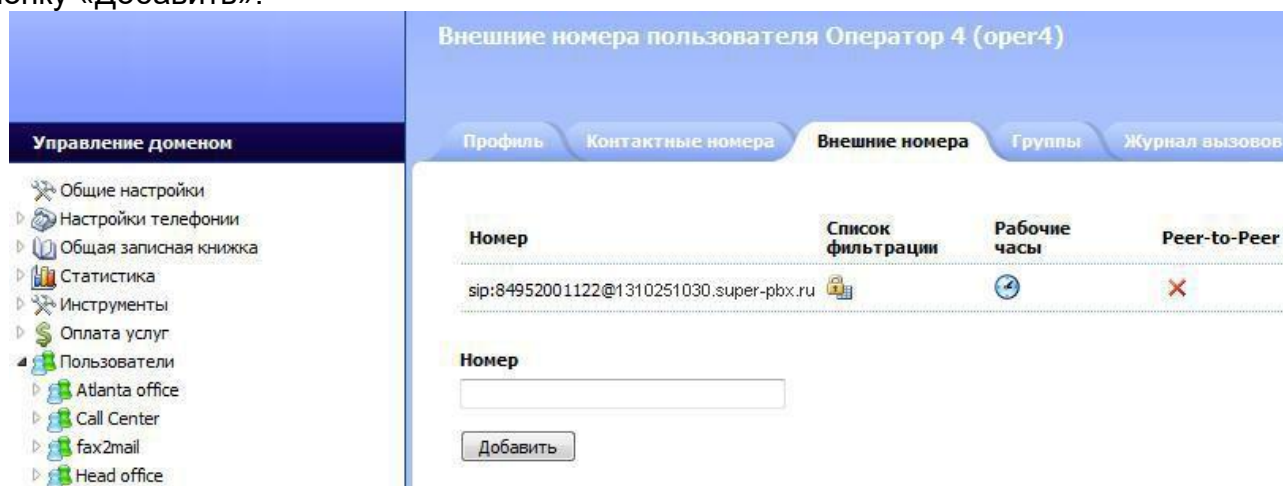 «Добавить».
Внешние номера пользователя Оператор 4 (oper4)
Управление доменом
Общие настройки
Настройки телефонии
Общая записная книжка
Статистика
Инструменты
Оплата услуг
Пользователи
Atlanta office
Call Center
fax2mail
Head office
Профиль Контактные номера Внешние номера Группы Журнал вызовов
Номер Список фильтрации Рабочие часы Peer-to-Peer
sip:84952001122@1310251030.super-pbx.ru
Номер
Добавить